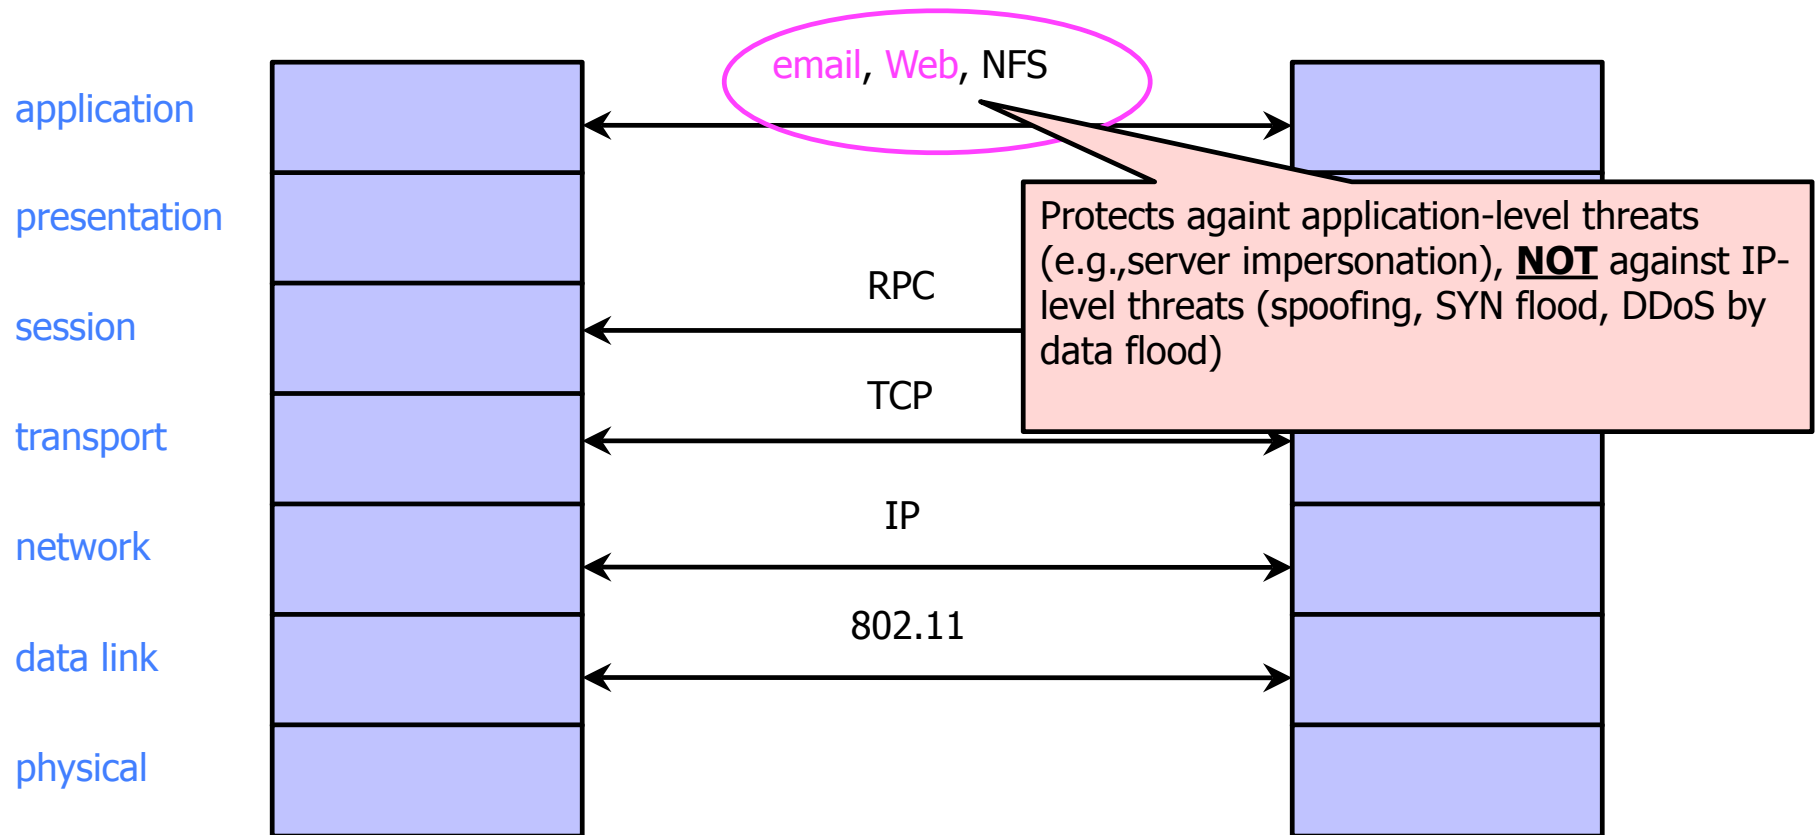 email, Web, NFS
application
Protects againt application-level threats
(e.g.,server impersonation), NOT against IP-
level threats (spoofing, SYN flood, DDoS by
data flood)
presentation
RPC
session
TCP
transport
IP
network
802.11
data link
physical